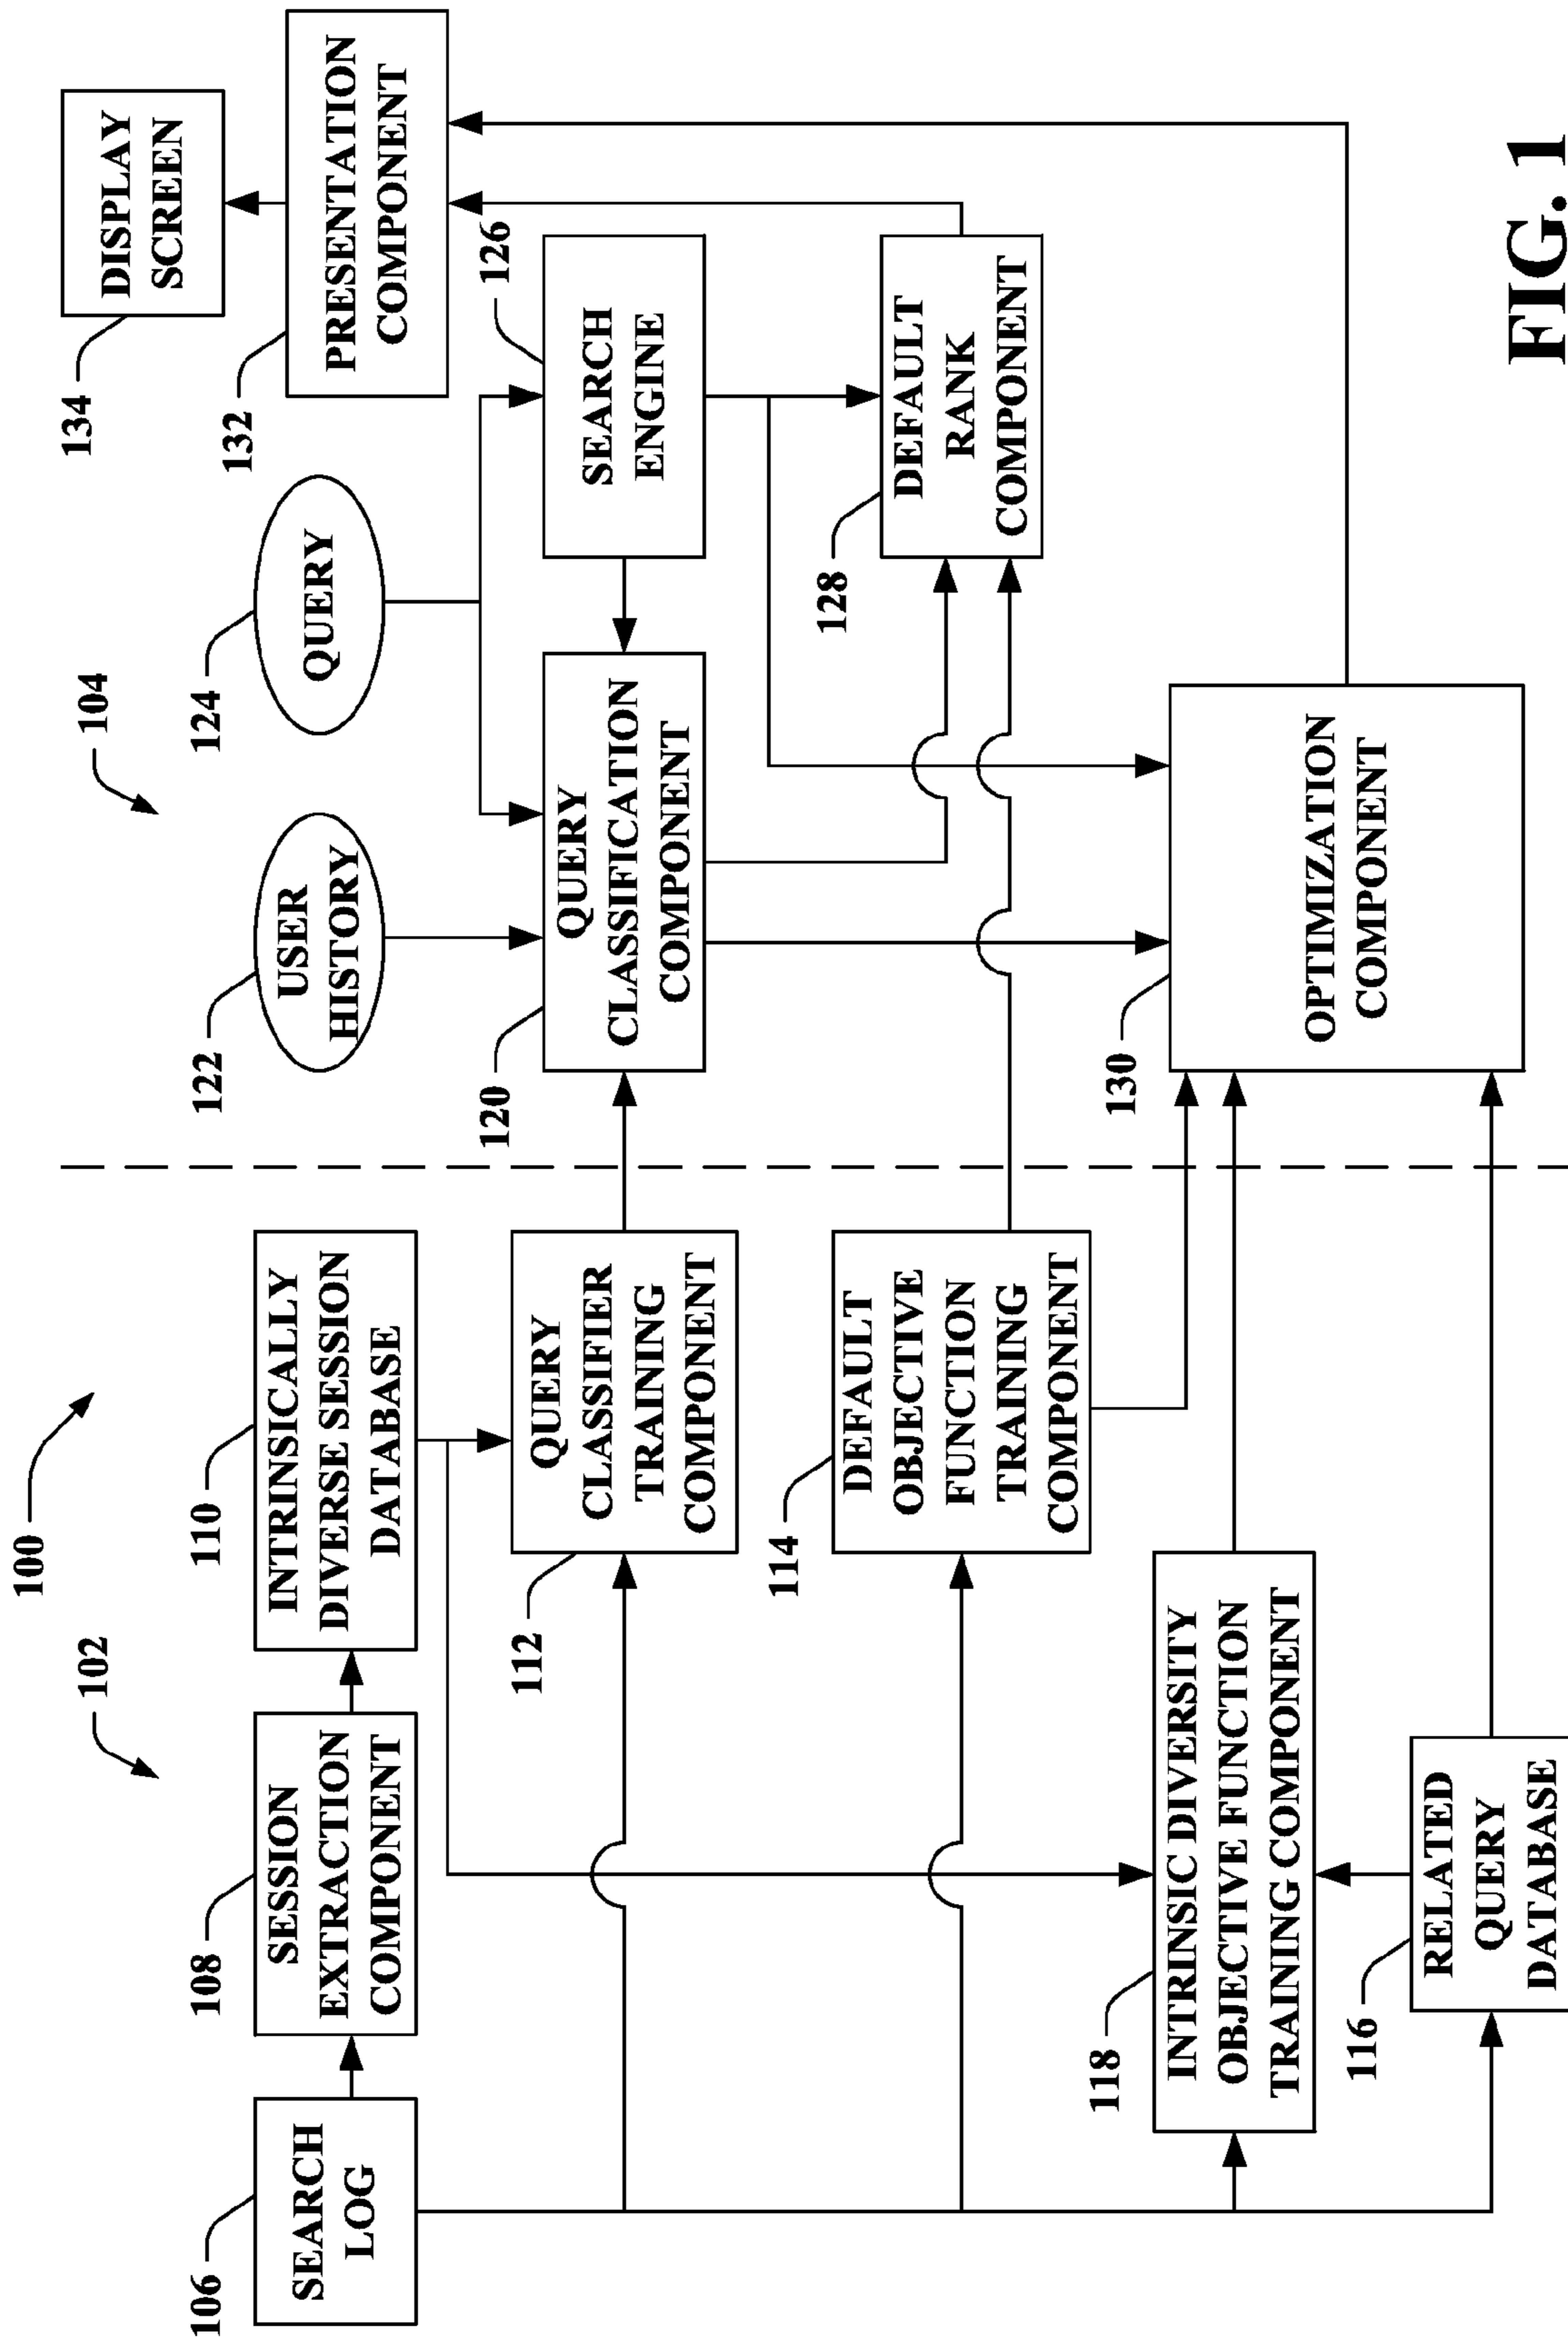 100
102
104
106
SEARCH
LOG
108
SESSION
EXTRACTION
COMPONENT
110
INTRINSICALLY
DIVERSE SESSION
DATABASE
122
USER
HISTORY
124
QUERY
132
PRESENTATION
COMPONENT
134
DISPLAY
SCREEN
112
QUERY
CLASSIFIER
TRAINING
COMPONENT
120
QUERY
CLASSIFICATION
COMPONENT
126
SEARCH
ENGINE
114
DEFAULT
OBJECTIVE
FUNCTION
TRAINING
COMPONENT
128
DEFAULT
RANK
COMPONENT
118
INTRINSIC DIVERSITY
OBJECTIVE FUNCTION
TRAINING COMPONENT
130
OPTIMIZATION
COMPONENT
116
RELATED
QUERY
DATABASE
FIG. 1